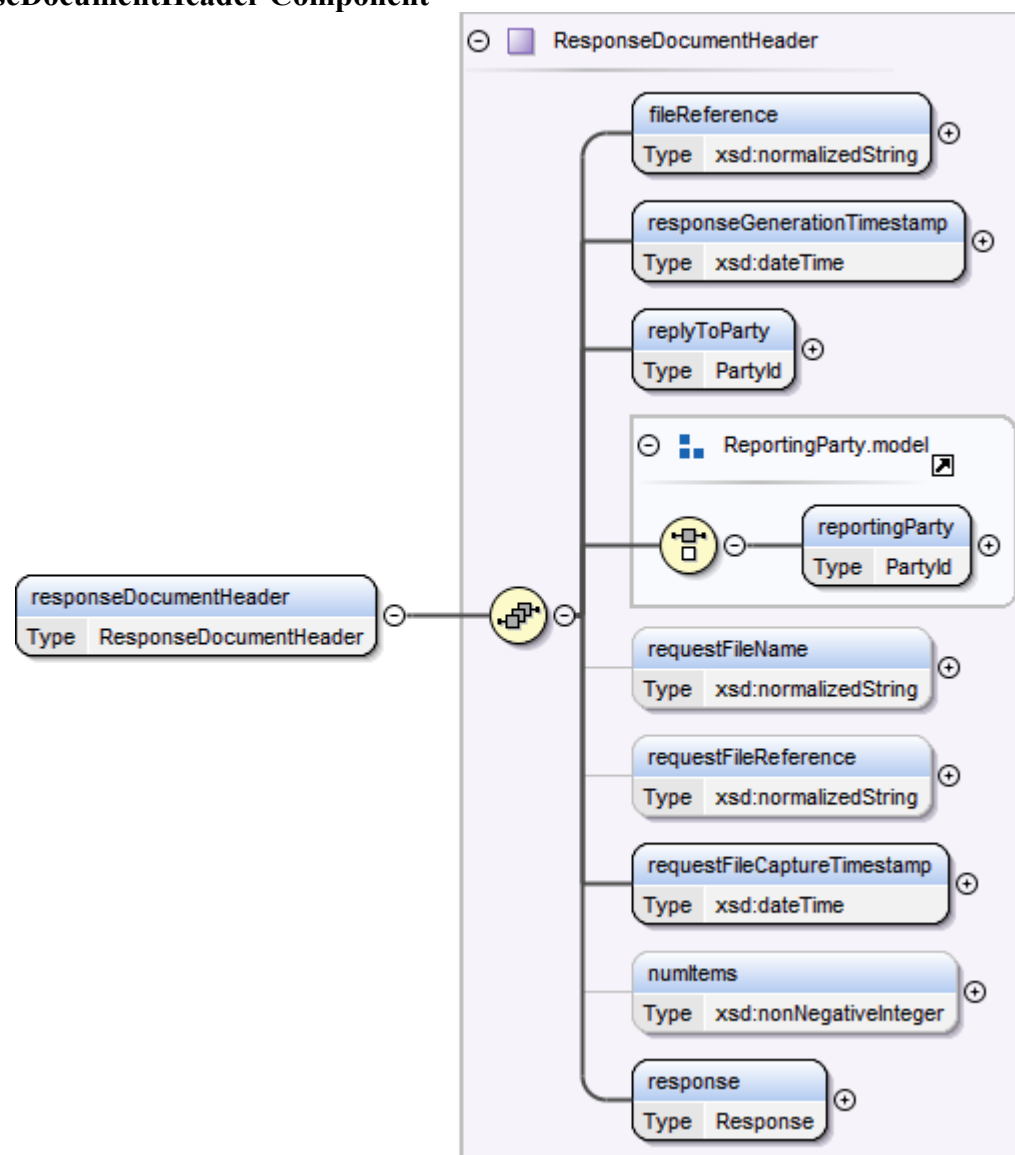 seDocumentHeader Component
ResponseDocumentHeader
fileReference
Type xsd:normalizedString
responseGenerationTimestamp
Type xsd:dateTime
replyToParty
Type PartyId
ReportingParty.model
reportingParty
Type PartyId
responseDocumentHeader
Type ResponseDocumentHeader
requestFileName
Type xsd:normalizedString
requestFileReference
Type xsd:normalizedString
requestFileCaptureTimestamp
Type xsd:dateTime
numItems
Type xsd:nonNegativeInteger
response
Type Response